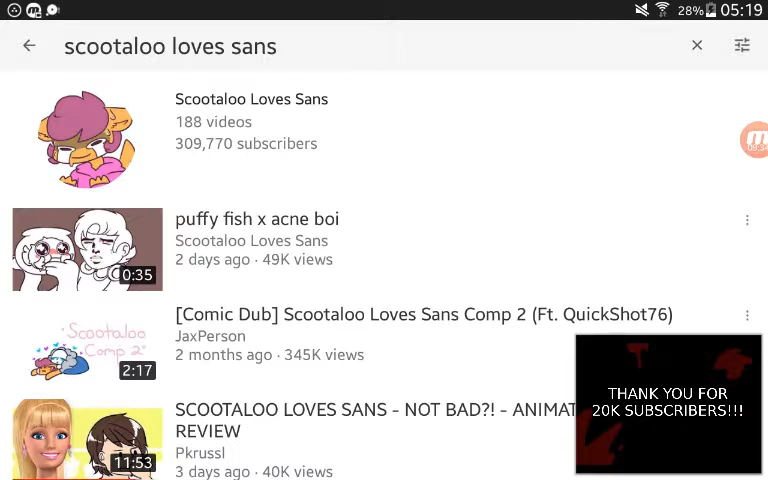 28% 05:19
scootaloo loves sans
Scootaloo Loves Sans
188 videos
309,770 subscribers
puffy fish x acne boi
Scootaloo Loves Sans
2 days ago · 49K views
0:35
[Comic Dub] Scootaloo Loves Sans Comp 2 (Ft. QuickShot76)
JaxPerson
2 months ago · 345K views
Scootaloo
Comp 2
2:17
SCOOTALOO LOVES SANS - NOT BAD?! - ANIMAT
REVIEW
Pkrussl
3 days ago · 40K views
11:53
THANK YOU FOR
20K SUBSCRIBERS!!!